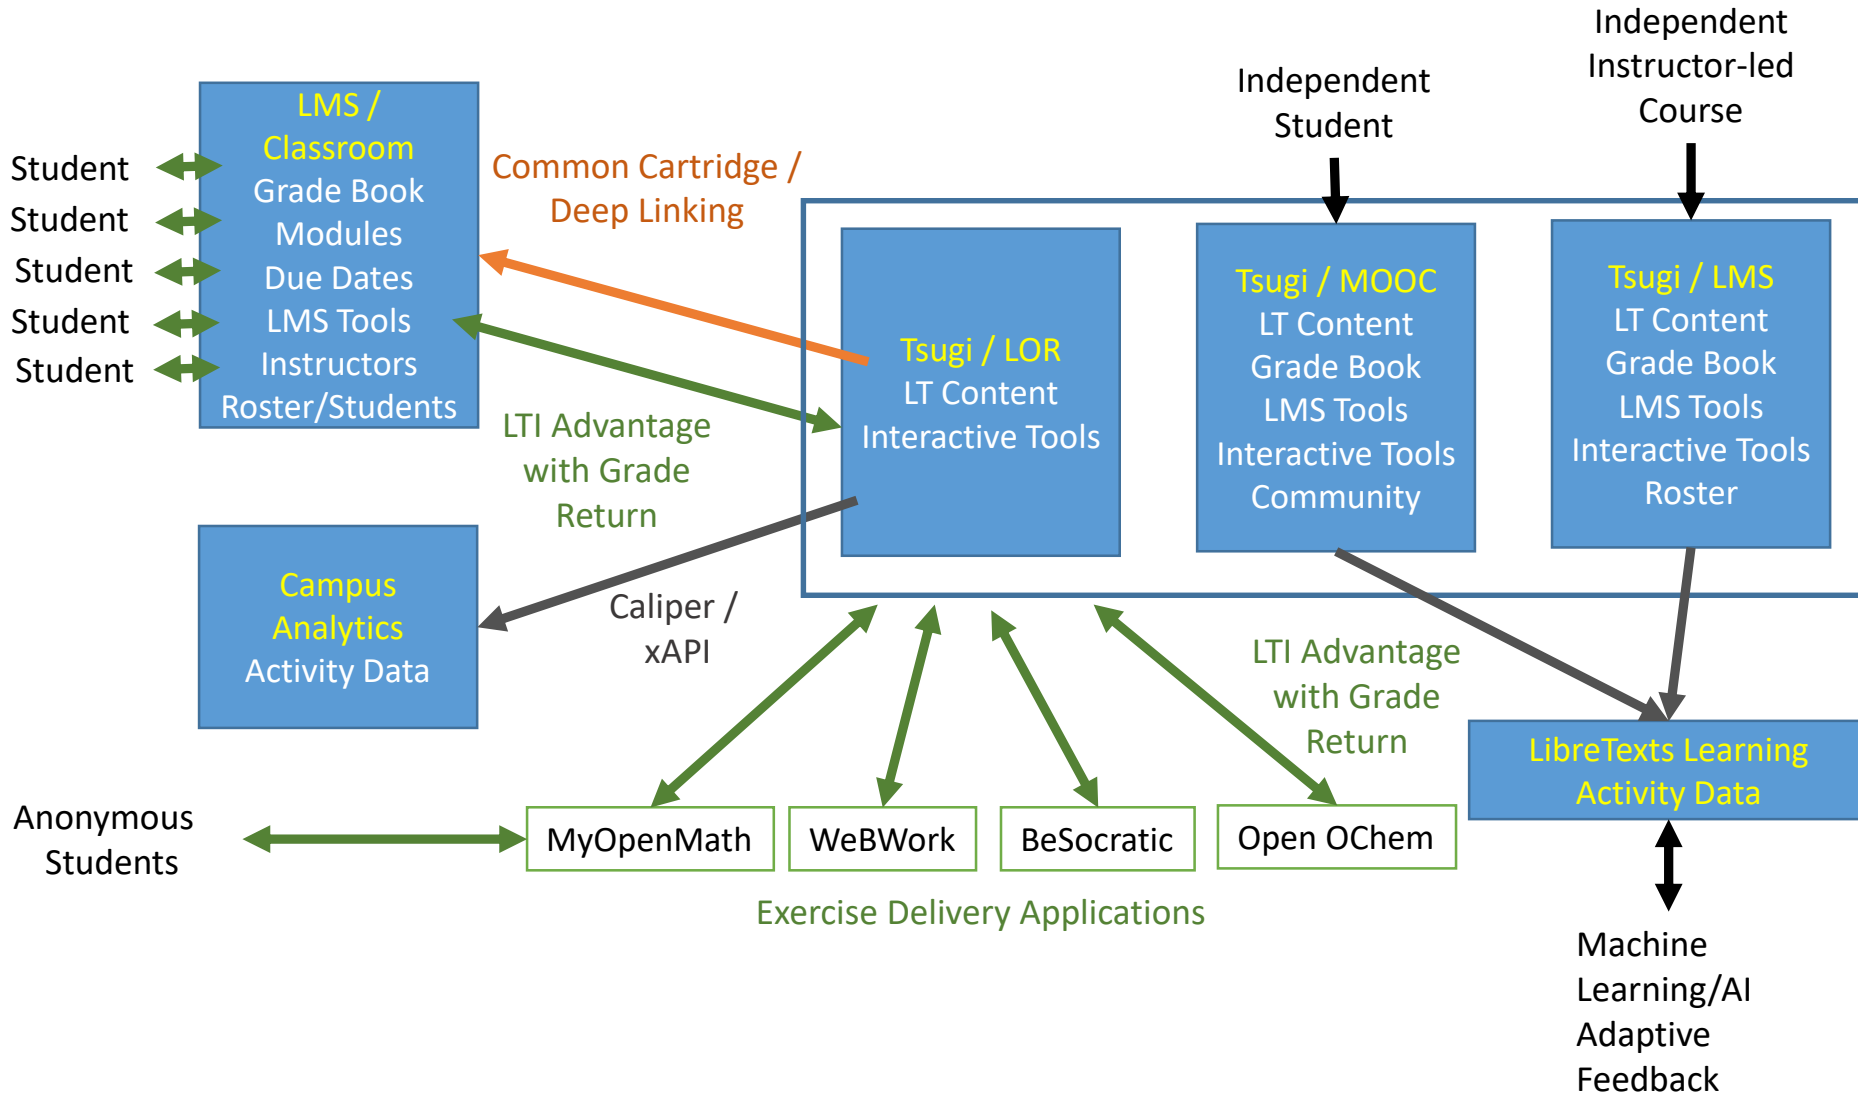 Independent
Instructor-led
Course
Independent
Student
LMS /
Classroom
Grade Book
Modules
Due Dates
LMS Tools
Instructors
Roster/Students
Student
Student
Student
Student
Student
Common Cartridge /
Deep Linking
LTI Advantage
with Grade
Return
Tsugi / LOR
LT Content
Interactive Tools
Tsugi / MOOC
LT Content
Grade Book
LMS Tools
Interactive Tools
Community
Tsugi / LMS
LT Content
Grade Book
LMS Tools
Interactive Tools
Roster
Campus
Analytics
Activity Data
Caliper /
xAPI
LTI Advantage
with Grade
Return
LibreTexts Learning
Activity Data
Anonymous
Students
MyOpenMath
WeBWork
BeSocratic
Open OChem
Exercise Delivery Applications
Machine
Learning/AI
Adaptive
Feedback